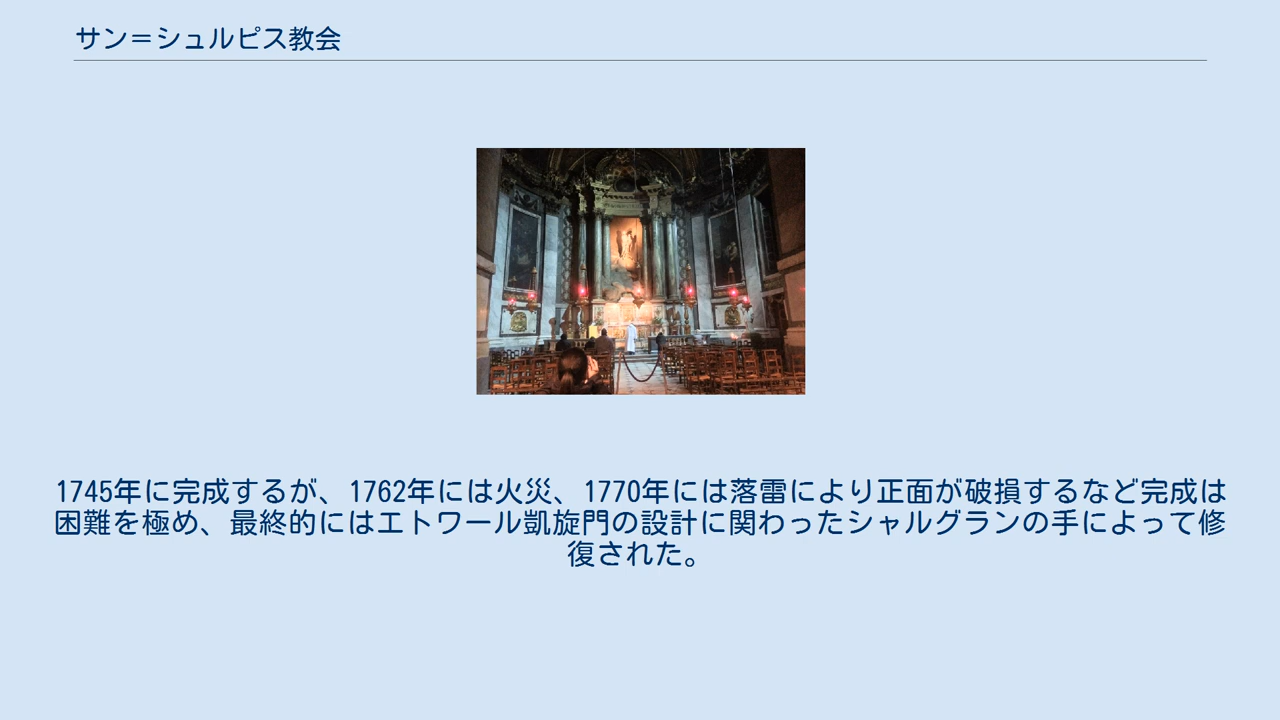 サン＝シュルピス教会
1745年に完成するが、1762年には火災、1770年には落雷により正面が破損するなど完成は
困難を極め、最終的にはエトワール凱旋門の設計に関わったシャルグランの手によって修
復された。